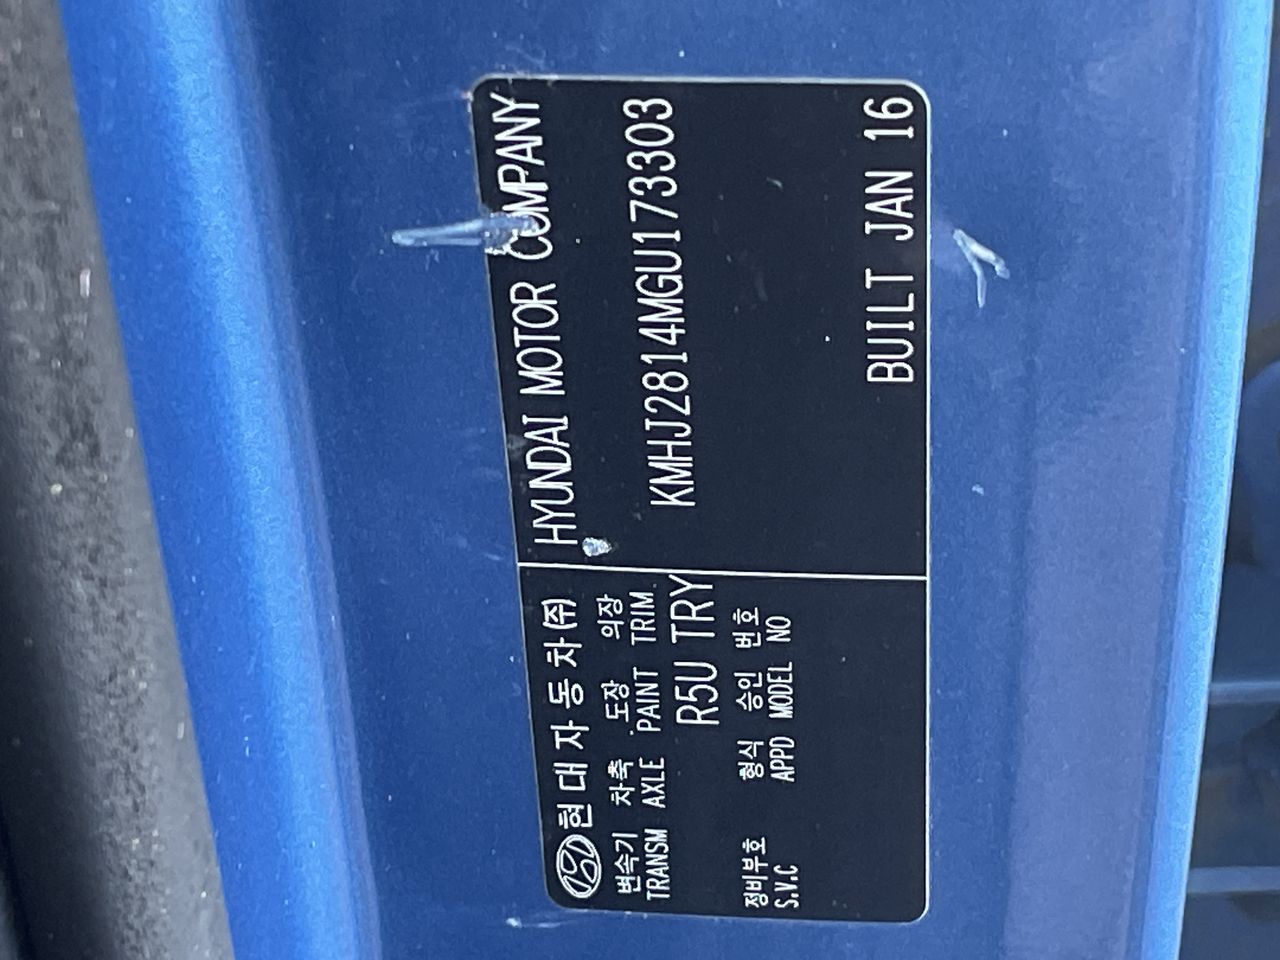 현대자동차(주)
HYUNDAI MOTOR COMPANY
변속기 차축 도장 의장
TRANSM AXLE PAINT TRIM
R5U TRY
KMHJ2814MGU173303
정비부호 형식 승인 번호
S.V.C APPD MODEL NO
BUILT JAN 16